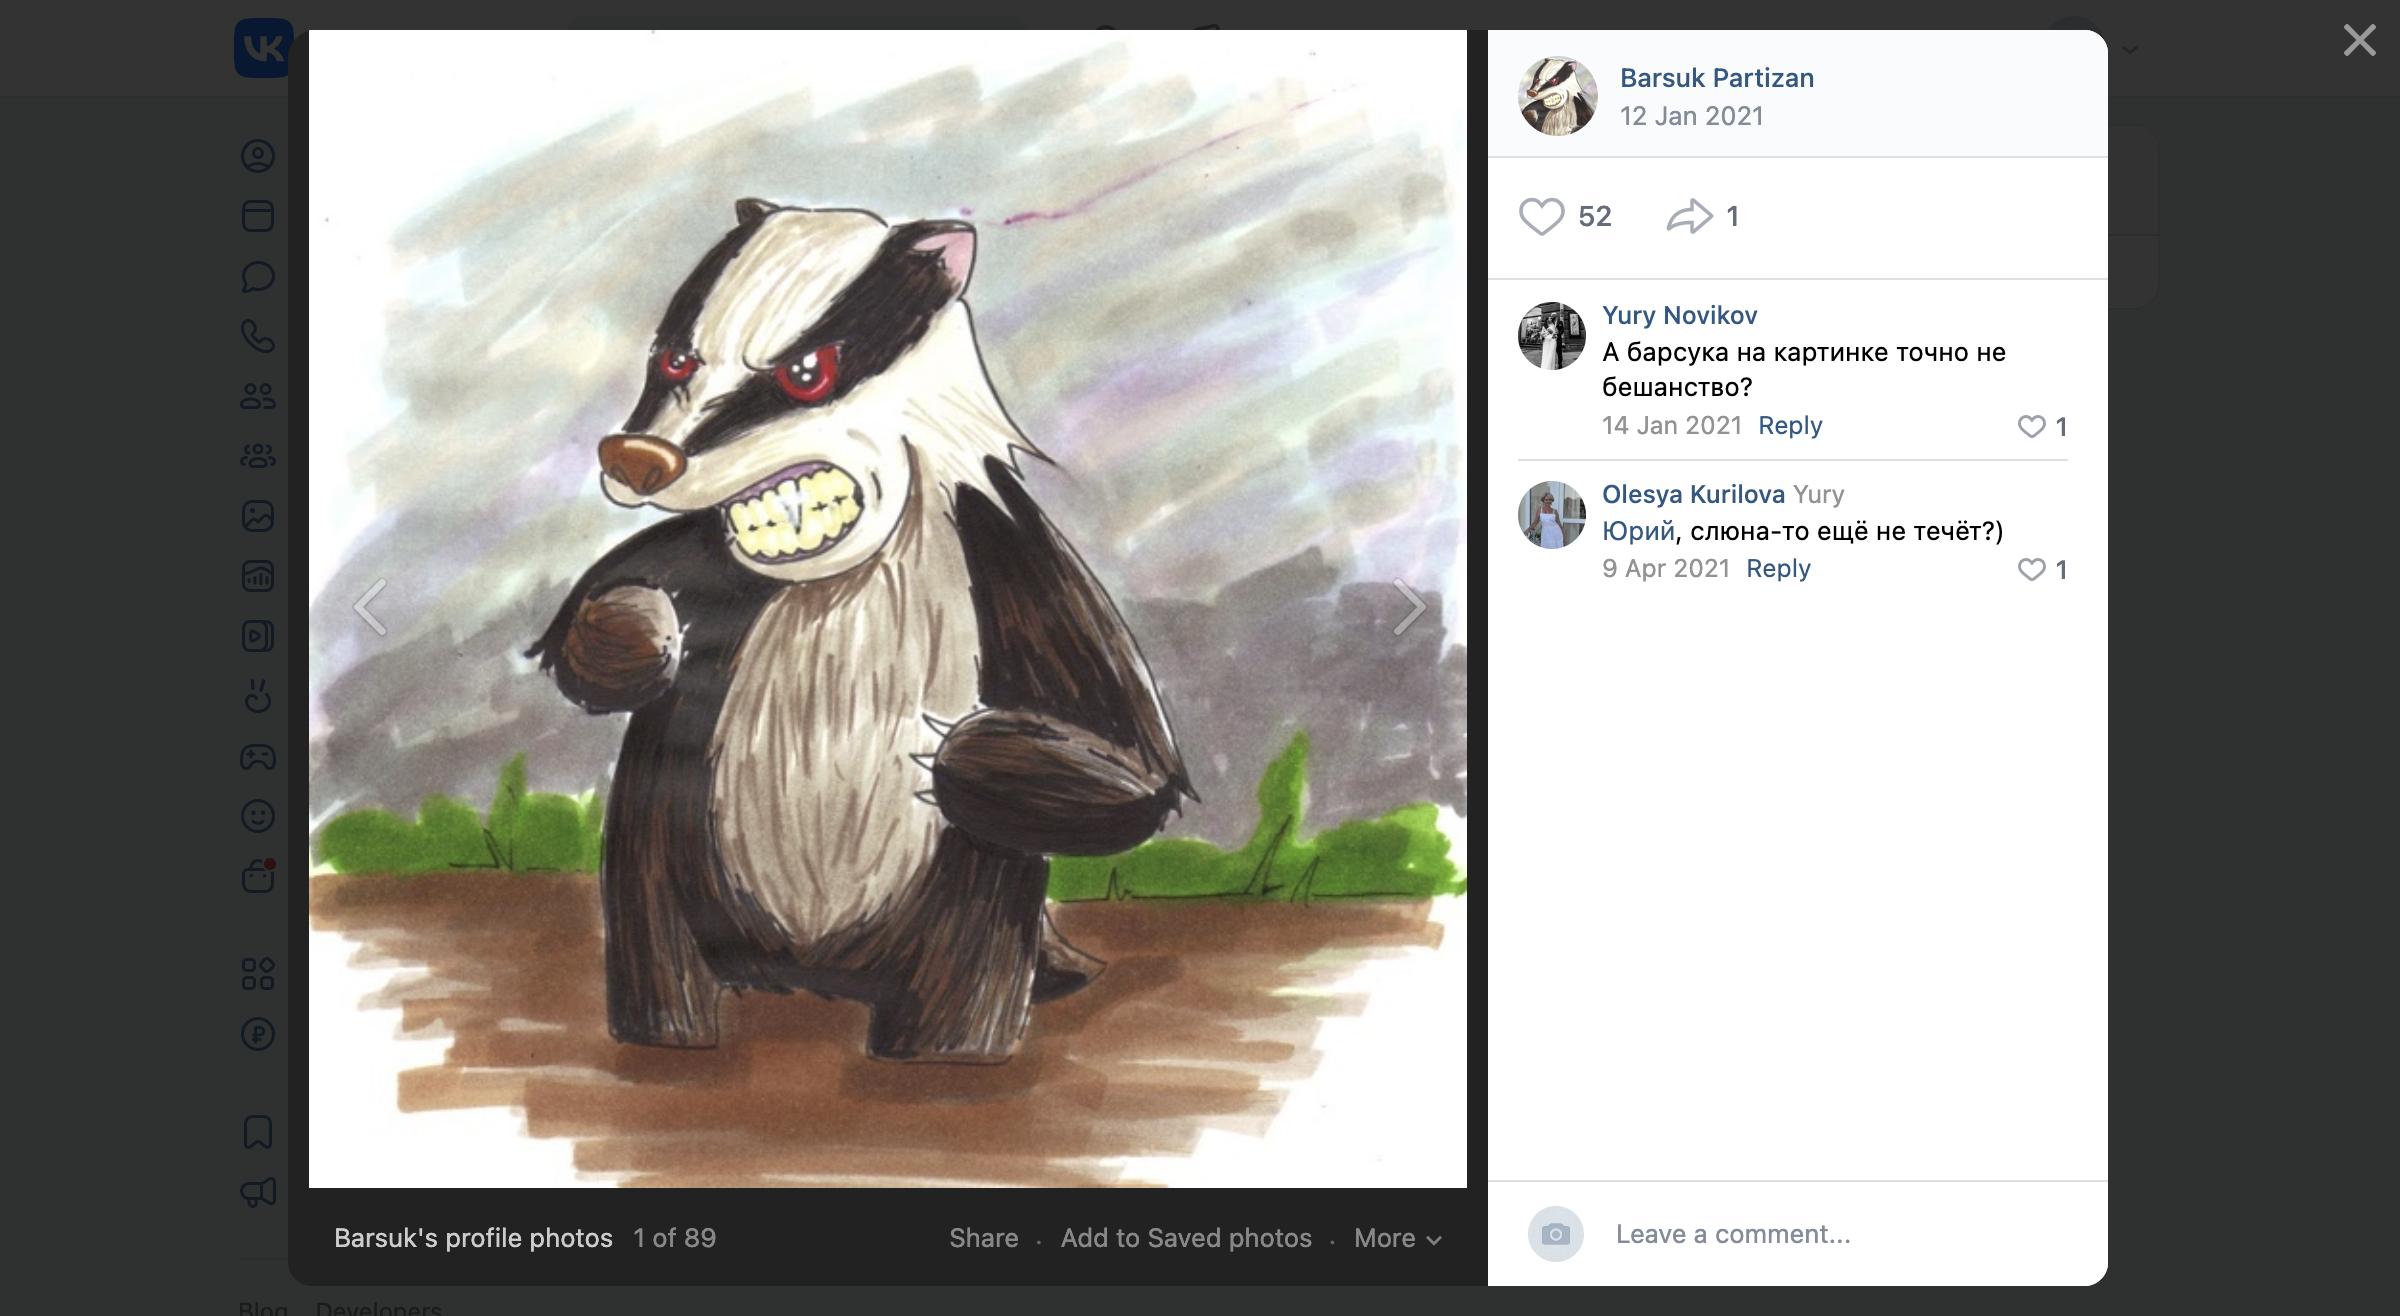 Barsuk Partizan
12 Jan 2021
52
1
Yury Novikov
А барсука на картинке точно не
бешанство?
14 Jan 2021 Reply
1
Olesya Kurilova Yury
Юрий, слюна-то ещё не течёт?)
9 Apr 2021 Reply
1
Leave a comment...
Barsuk's profile photos 1 of 89
Share · Add to Saved photos · More
Blog Developers